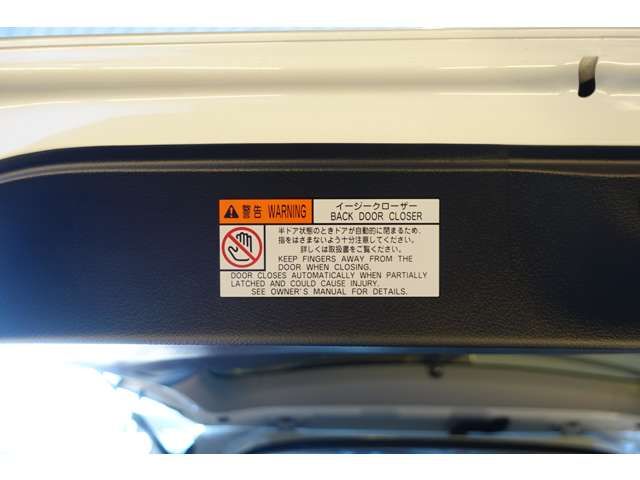 警告 WARNING
イージークローザー
BACK DOOR CLOSER
半ドア状態のときドアが自動的に閉まるため、
指をはさまないよう十分注意してください。
詳しくは取扱書をご覧ください。
KEEP FINGERS AWAY FROM THE
DOOR WHEN CLOSING.
DOOR CLOSES AUTOMATICALLY WHEN PARTIALLY
LATCHED AND COULD CAUSE INJURY.
SEE OWNER'S MANUAL FOR DETAILS.